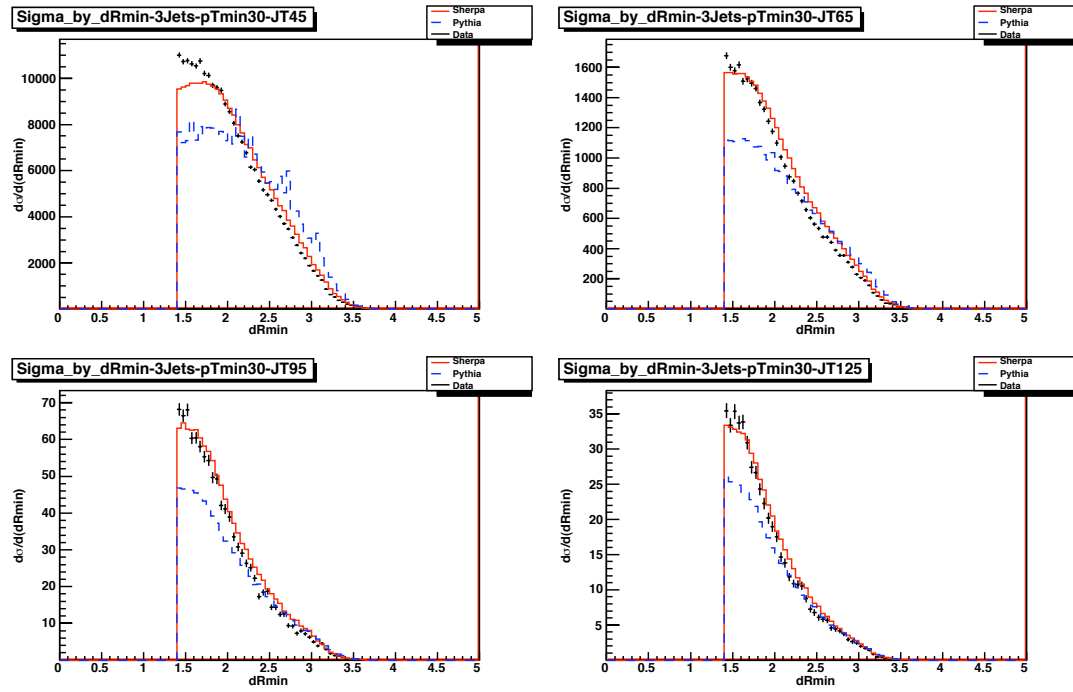 Sigma_by_dRmin-3Jets-pTmin30-JT45
Sherpa
Pythia
Data
dσ/d(dRmin)
10000
8000
6000
4000
2000
0
0 0.5 1 1.5 2 2.5 3 3.5 4 4.5 5
dRmin
Sigma_by_dRmin-3Jets-pTmin30-JT65
Sherpa
Pythia
Data
dσ/d(dRmin)
1600
1400
1200
1000
800
600
400
200
0
0 0.5 1 1.5 2 2.5 3 3.5 4 4.5 5
dRmin
Sigma_by_dRmin-3Jets-pTmin30-JT95
Sherpa
Pythia
Data
dσ/d(dRmin)
70
60
50
40
30
20
10
0
0 0.5 1 1.5 2 2.5 3 3.5 4 4.5 5
dRmin
Sigma_by_dRmin-3Jets-pTmin30-JT125
Sherpa
Pythia
Data
dσ/d(dRmin)
35
30
25
20
15
10
5
0
0 0.5 1 1.5 2 2.5 3 3.5 4 4.5 5
dRmin